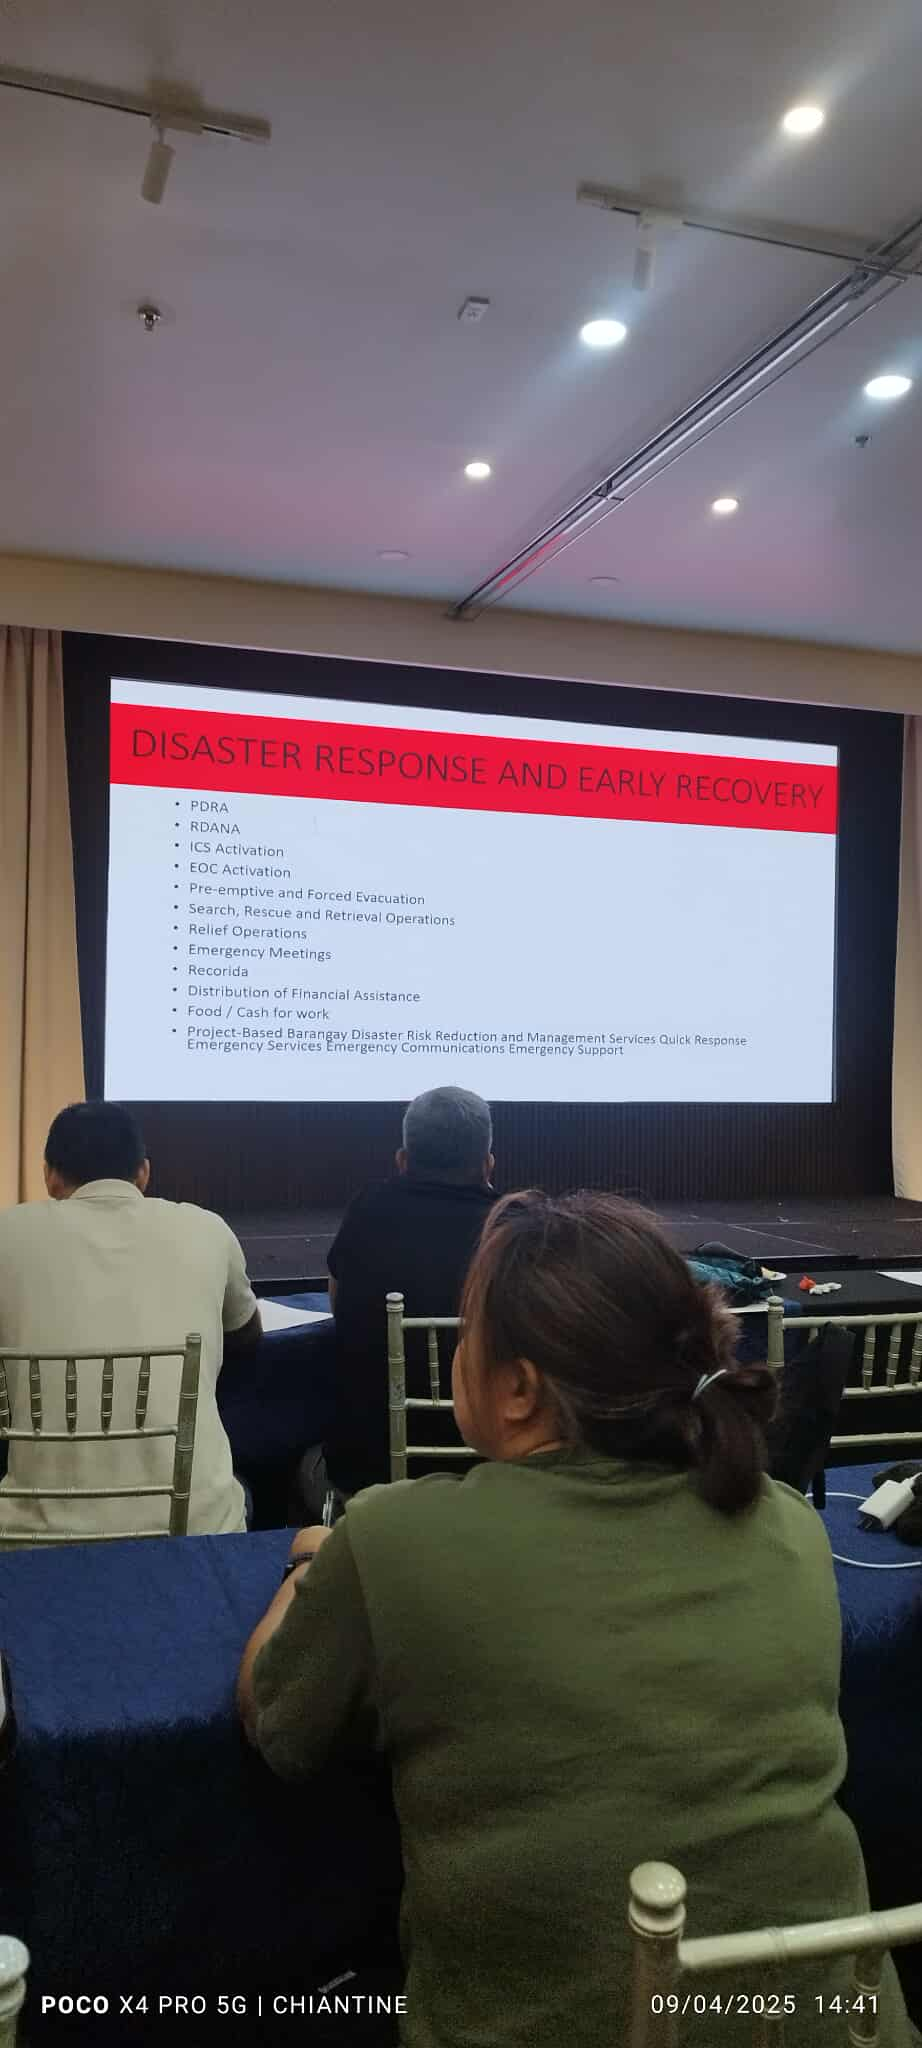 DISASTER RESPONSE AND EARLY RECOVERY
• PDRA
• RDANA
• ICS Activation
• EOC Activation
• Pre-emptive and Forced Evacuation
• Search, Rescue and Retrieval Operations
• Relief Operations
• Emergency Meetings
• Recorida
• Distribution of Financial Assistance
• Food / Cash for work
• Project-Based Barangay Disaster Risk Reduction and Management Services Quick Response
Emergency Services Emergency Communications Emergency Support
POCO X4 PRO 5G | CHIANTINE
09/04/2025 14:41